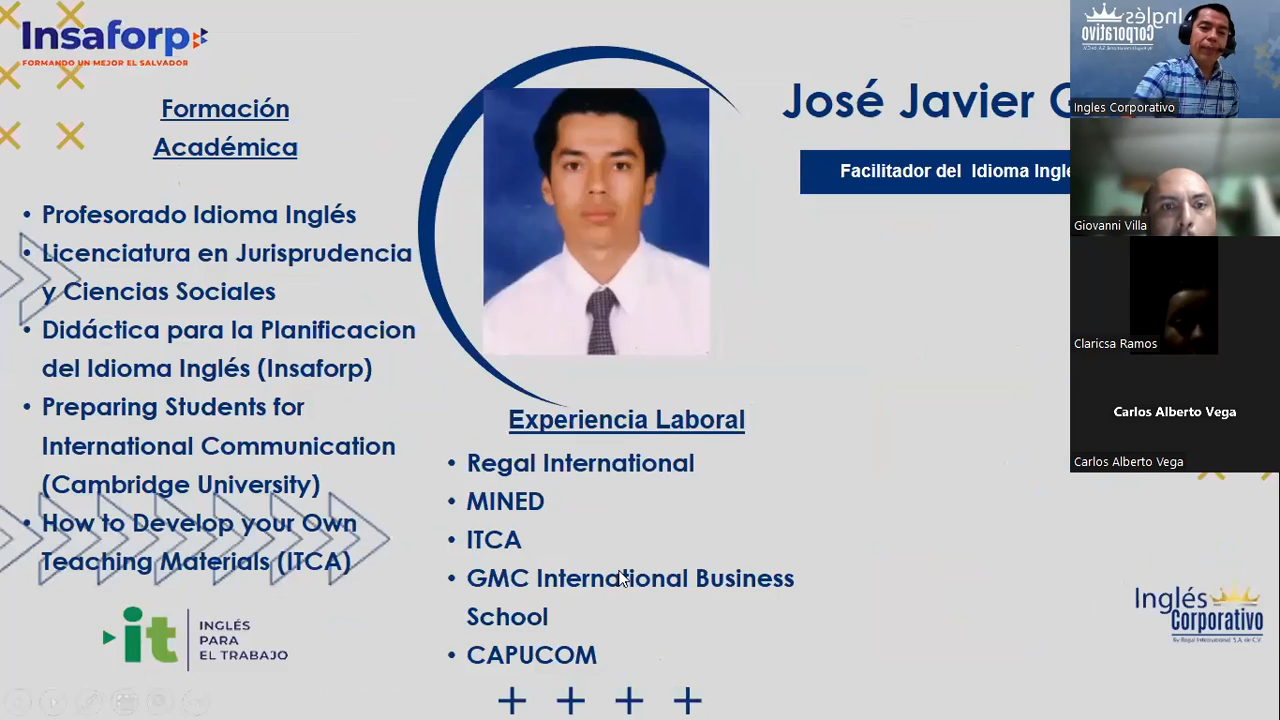 Insaforp
FORMANDO UN MEJOR EL SALVADOR
Formación
Académica
• Profesorado Idioma Inglés
• Licenciatura en Jurisprudencia
y Ciencias Sociales
• Didáctica para la Planificacion
del Idioma Inglés (Insaforp)
• Preparing Students for
International Communication
(Cambridge University)
• How to Develop your Own
Teaching Materials (ITCA)
it INGLÉS
PARA
EL TRABAJO
José Javier G
Facilitador del Idioma Ingle
Experiencia Laboral
• Regal International
• MINED
• ITCA
• GMC International Business
School
• CAPUCOM
Inglés
CORPORATIVO
Ingles Corporativo
Giovanni Villa
Claricsa Ramos
Carlos Alberto Vega
Carlos Alberto Vega
Inglés
Corporativo
By Regal International S.A. de C.V.